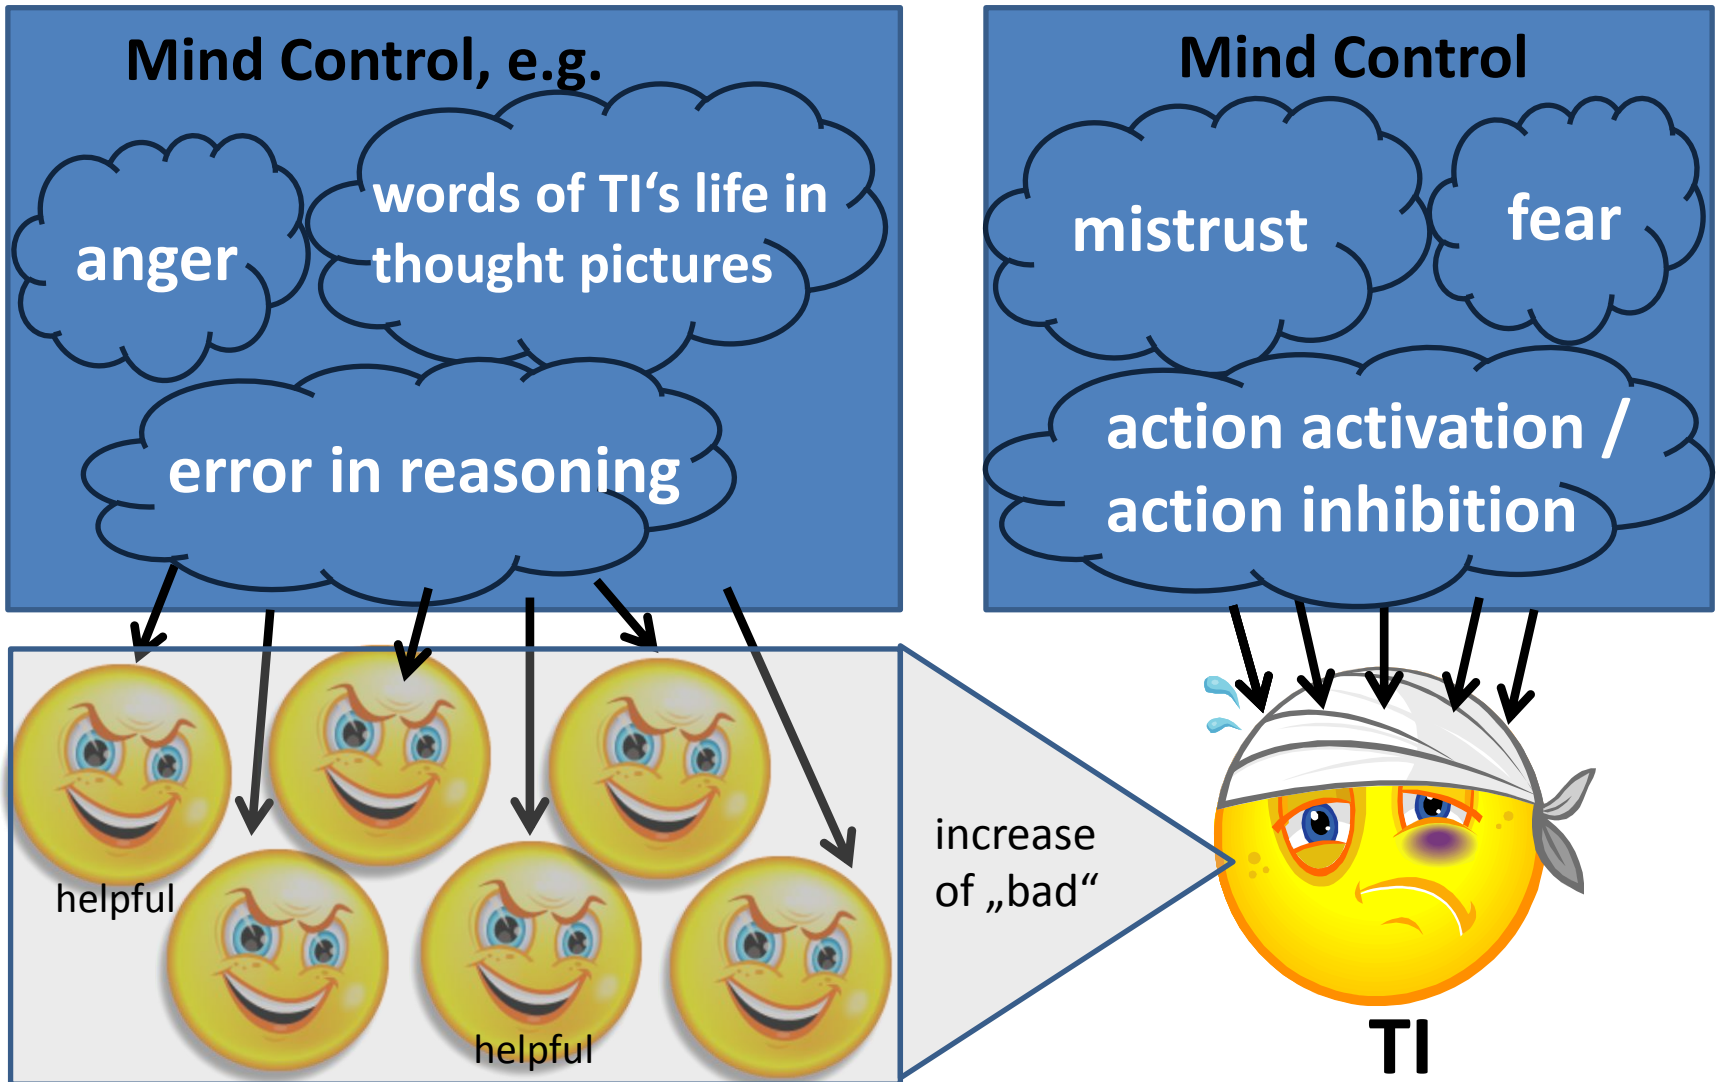 Mind Control, e.g.
anger
words of TI‘s life in
thought pictures
error in reasoning
Mind Control
mistrust
fear
action activation /
action inhibition
helpful
helpful
increase
of „bad“
TI